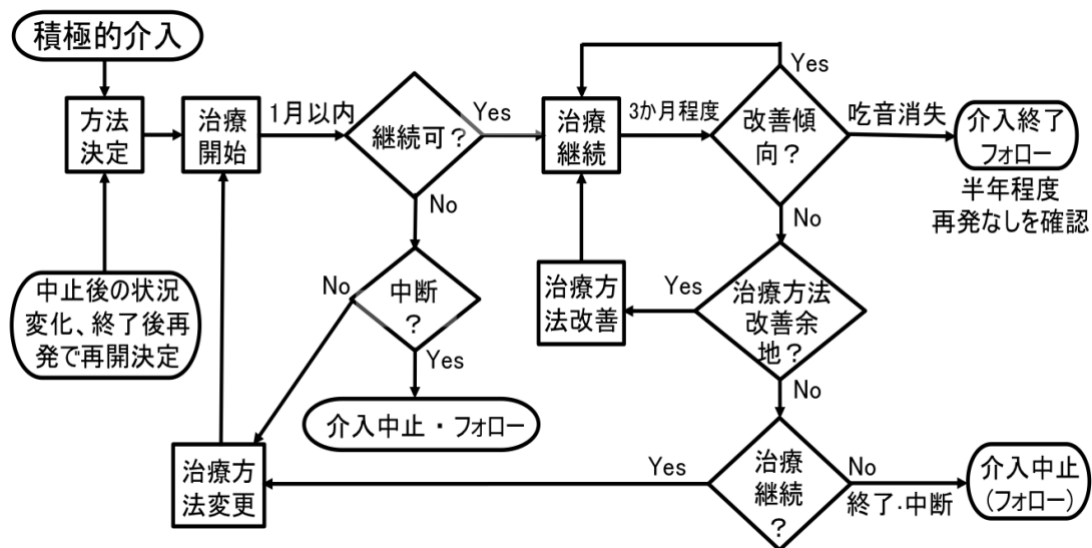 積極的介入
方法
決定
治療
開始
1月以内
継続可？
Yes
No
中断
？
No
Yes
介入中止・フォロー
中止後の状況
変化、終了後再
発で再開決定
治療方
法変更
治療
継続
3か月程度
改善傾
向？
Yes
吃音消失
介入終了
フォロー
半年程度
再発なしを確認
No
治療方法
改善余
地？
Yes
治療方
法改善
No
治療
継続
？
Yes
No
終了・中断
介入中止
(フォロー)